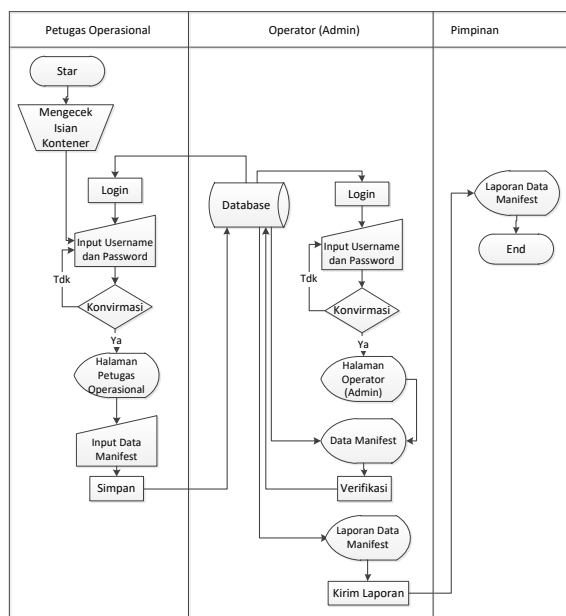 Petugas Operasional
Operator (Admin)
Pimpinan
Star
Mengecek
Isian
Kontener
Login
Input Username
dan Password
Tdk
Konvirmasi
Ya
Halaman
Petugas
Operasional
Input Data
Manifest
Simpan
Database
Login
Input Username
dan Password
Tdk
Konvirmasi
Ya
Halaman
Operator
(Admin)
Data Manifest
Verifikasi
Laporan Data
Manifest
Kirim Laporan
Laporan Data
Manifest
End